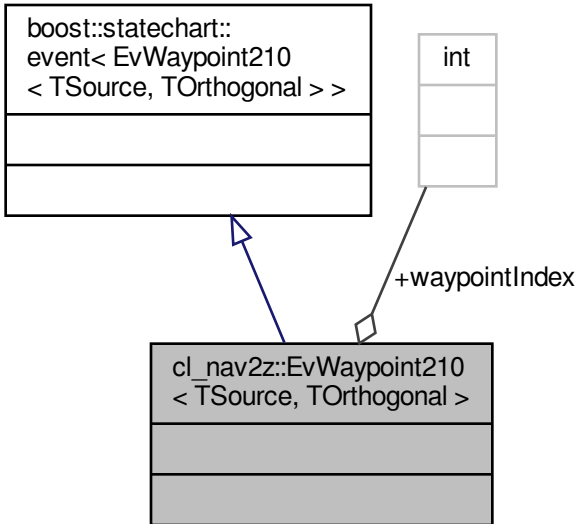 boost::statechart::
event< EvWaypoint210
< TSource, TOrthogonal > >
int
+waypointIndex
cl_nav2z::EvWaypoint210
< TSource, TOrthogonal >